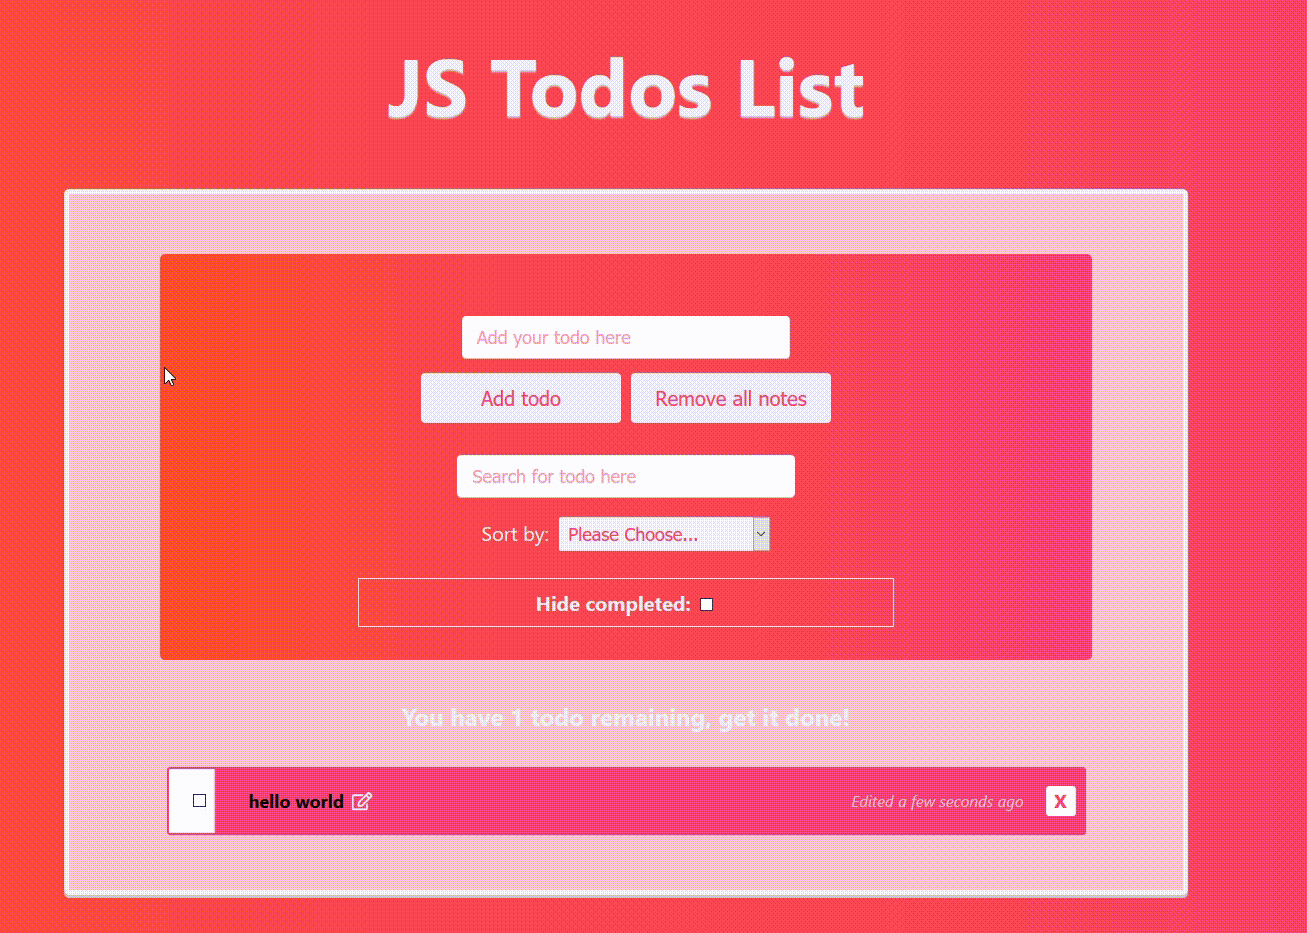 JS Todos List
Add your todo here
Add todo Remove all notes
Search for todo here
Sort by: Please Choose...
Hide completed:
You have 1 todo remaining, get it done!
hello world Edited a few seconds ago X